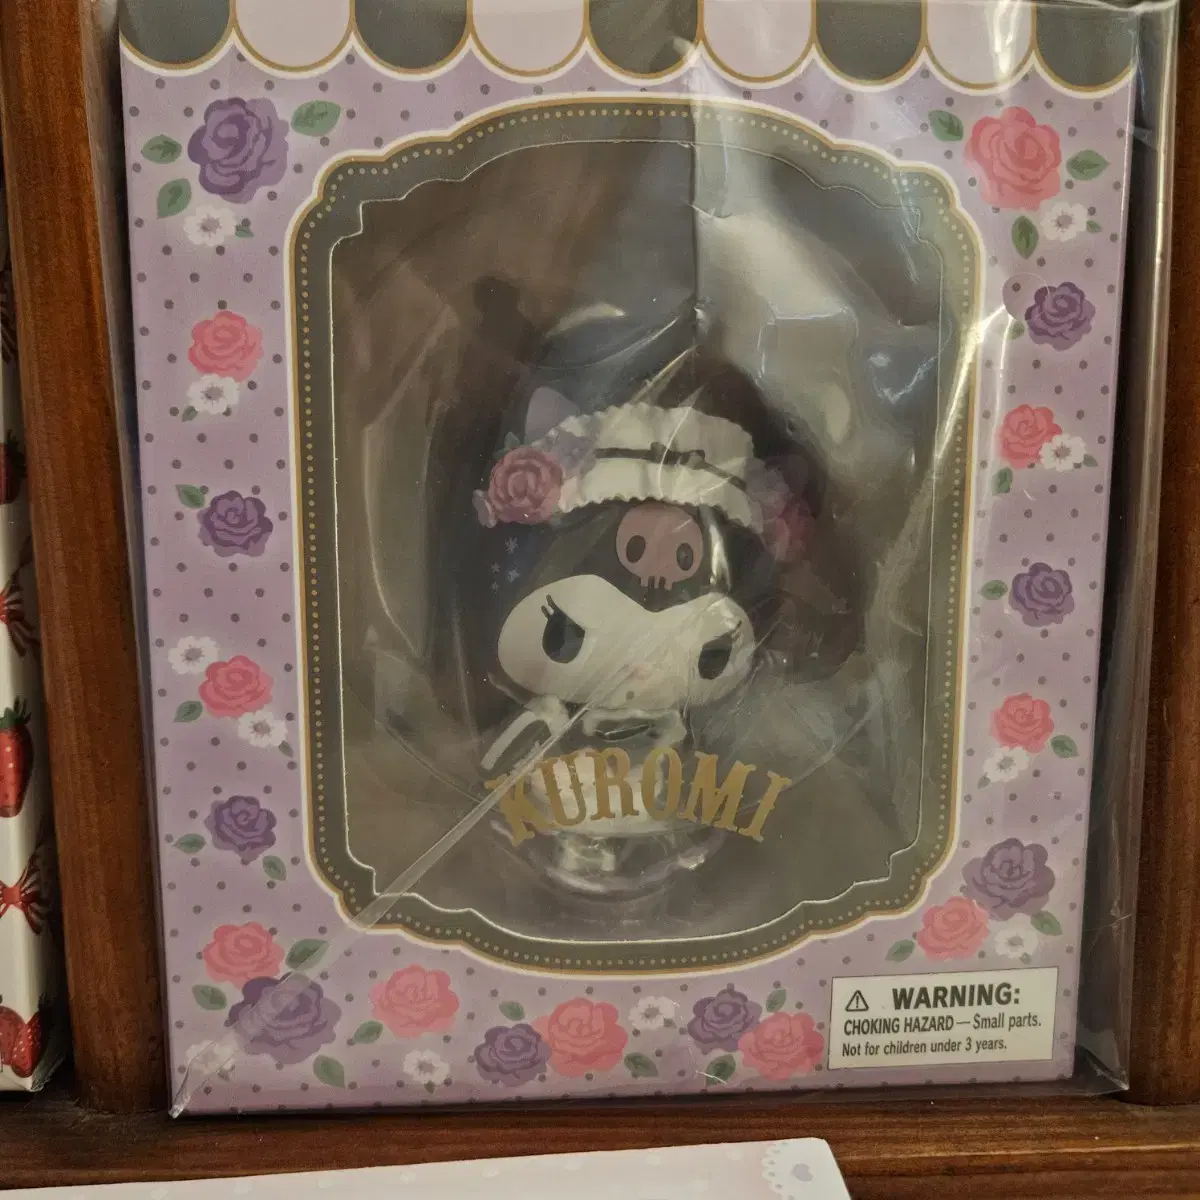 KUROMI
WARNING:
CHOKING HAZARD — Small parts.
Not for children under 3 years.